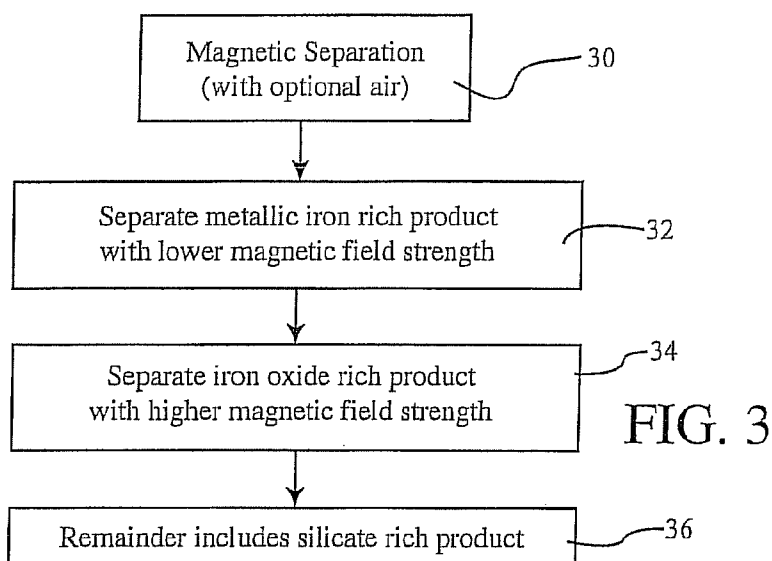 Magnetic Separation
(with optional air)
30
Separate metallic iron rich product
with lower magnetic field strength
32
Separate iron oxide rich product
with higher magnetic field strength
34
FIG. 3
Remainder includes silicate rich product
36